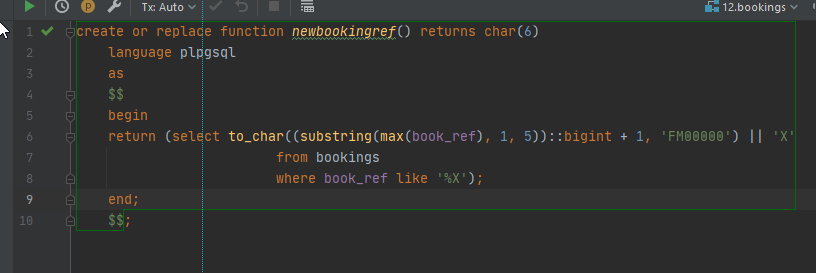 Tx: Auto
12.bookings
1 create or replace function newbookingref() returns char(6)
2 language plpgsql
3 as
4 $$
5 begin
6 return (select to_char((substring(max(book_ref), 1, 5))::bigint + 1, 'FM00000') || 'X'
7 from bookings
8 where book_ref like '%X');
9 end;
10 $$;